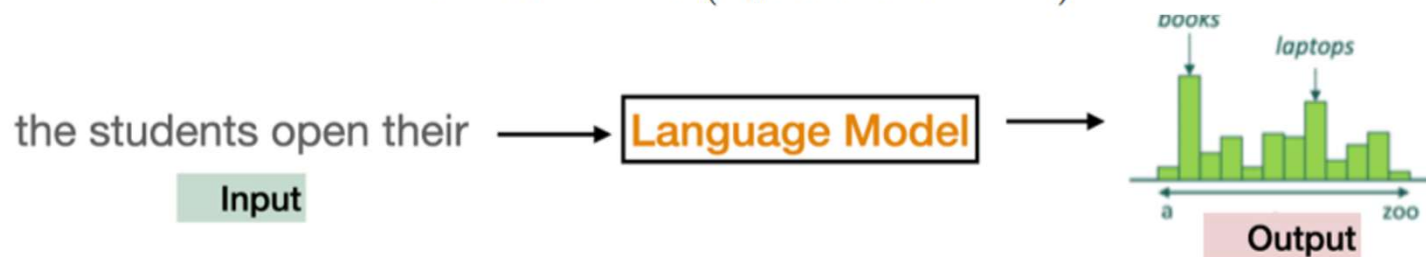 books
laptops
the students open their
Language Model
Input
a
zoo
Output